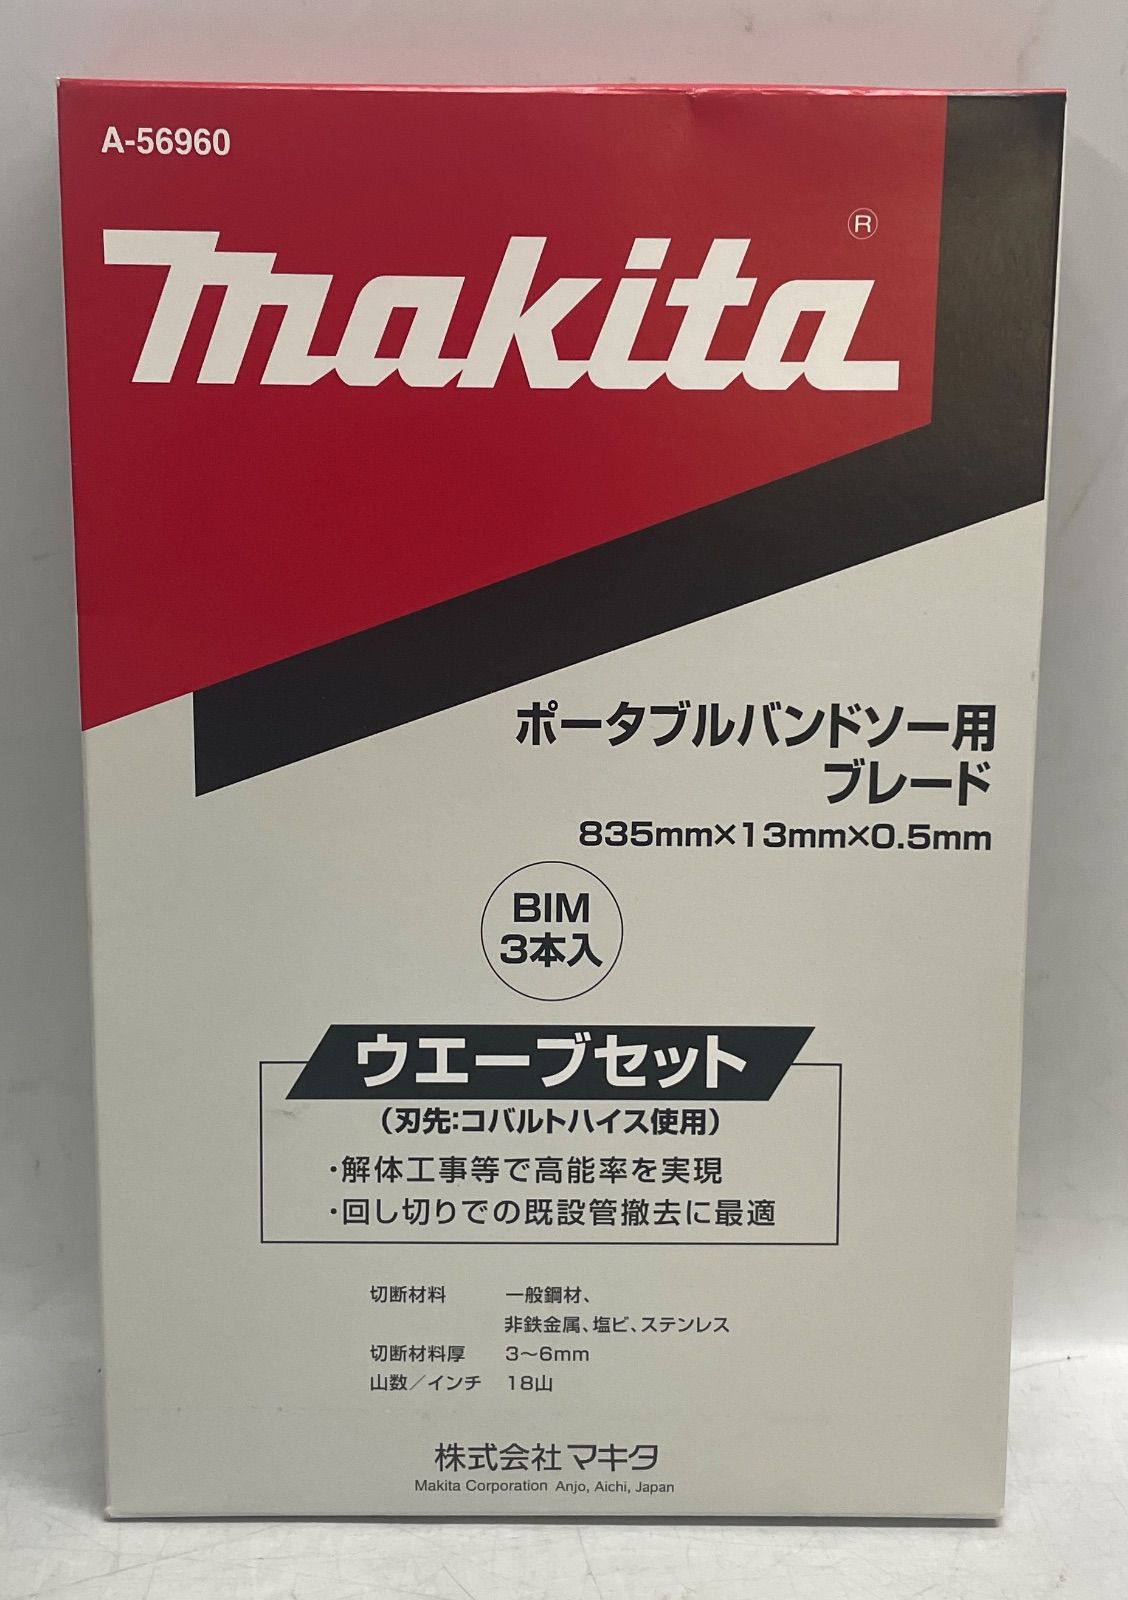 A-56960
makita®
ポータブルバンドソー用
ブレード
835mm×13mm×0.5mm
BIM
3本入
ウエーブセット
(刃先:コバルトハイス使用)
・解体工事等で高能率を実現
・回し切りでの既設管撤去に最適
切断材料 一般鋼材、
非鉄金属、塩ビ、ステンレス
切断材料厚 3〜6mm
山数/インチ 18山
株式会社マキタ
Makita Corporation Anjo, Aichi, Japan